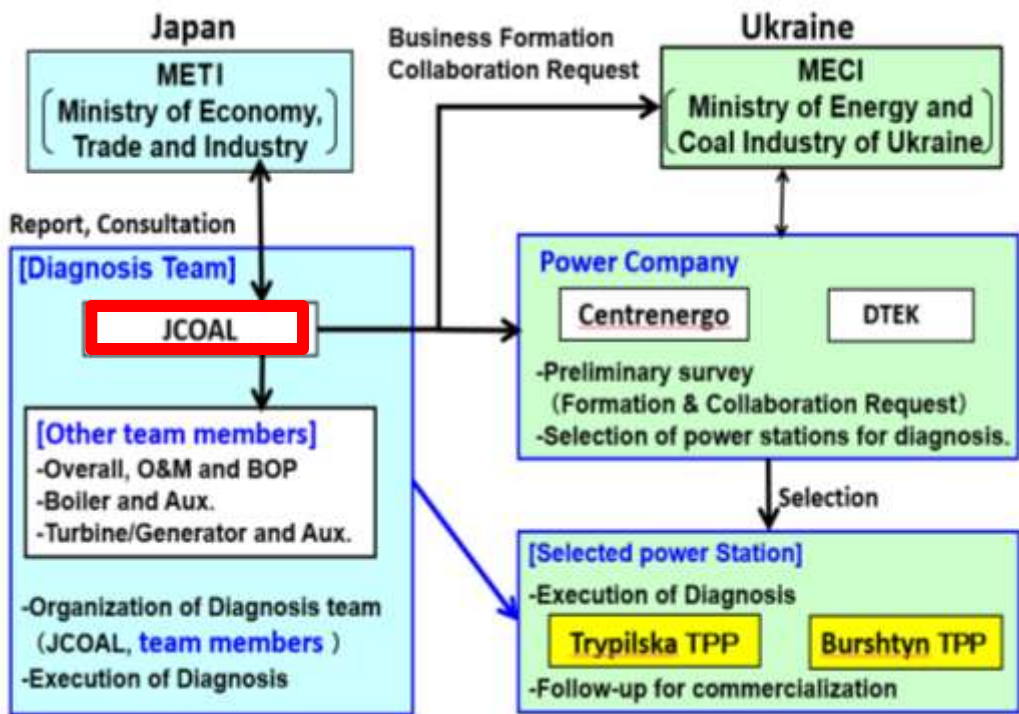 Japan
METI
Ministry of Economy,
Trade and Industry
Business Formation
Collaboration Request
Ukraine
MECI
Ministry of Energy and
Coal Industry of Ukraine
Report, Consultation
[Diagnosis Team]
JCOAL
[Other team members]
-Overall, O&M and BOP
-Boiler and Aux.
-Turbine/Generator and Aux.
-Organization of Diagnosis team
(JCOAL, team members )
-Execution of Diagnosis
Power Company
Centrenergo
DTEK
-Preliminary survey
(Formation & Collaboration Request)
-Selection of power stations for diagnosis.
Selection
[Selected power Station]
-Execution of Diagnosis
Trypilska TPP
Burshtyn TPP
-Follow-up for commercialization